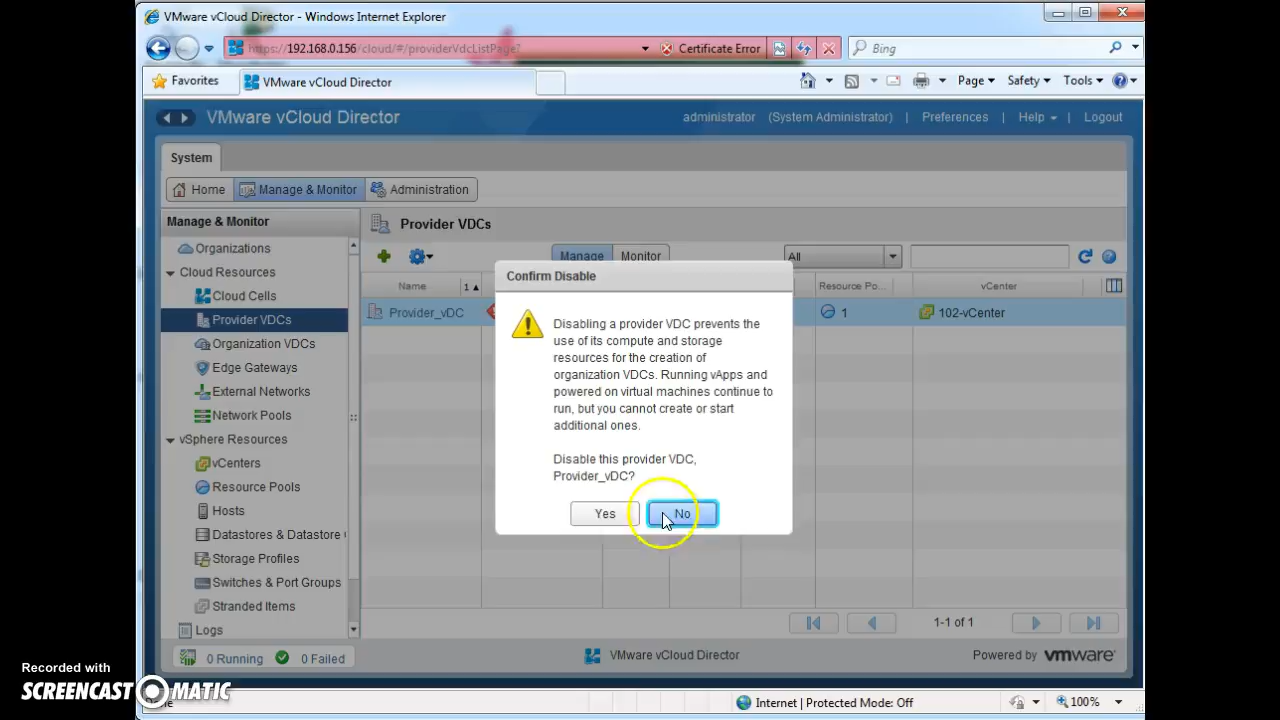 VMware vCloud Director - Windows Internet Explorer
https://192.168.0.156/cloud/#/providerVdcListPage?
Certificate Error
Bing
Favorites
VMware vCloud Director
Page
Safety
Tools
VMware vCloud Director
administrator (System Administrator) | Preferences | Help | Logout
System
Home
Manage & Monitor
Administration
Manage & Monitor
Provider VDCs
Organizations
Cloud Resources
Cloud Cells
Provider VDCs
Organization VDCs
Edge Gateways
External Networks
Network Pools
vSphere Resources
vCenters
Resource Pools
Hosts
Datastores & Datastore
Storage Profiles
Switches & Port Groups
Stranded Items
Logs
Manage
Monitor
All
Name
1
Resource Po...
vCenter
Provider_vDC
1
102-vCenter
Confirm Disable
Disabling a provider VDC prevents the
use of its compute and storage
resources for the creation of
organization VDCs. Running vApps and
powered on virtual machines continue to
run, but you cannot create or start
additional ones.
Disable this provider VDC,
Provider_vDC?
Yes
No
1-1 of 1
0 Running
0 Failed
VMware vCloud Director
Powered by vmware
Recorded with
SCREENCAST MATIC
Internet | Protected Mode: Off
100%